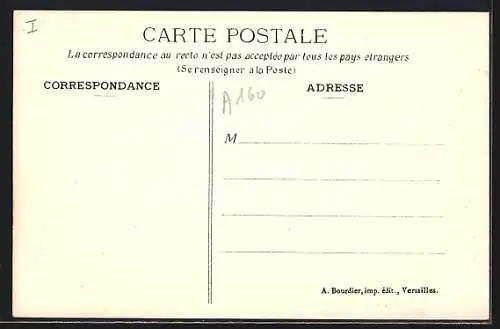 I
CARTE POSTALE
La correspondance au recto n'est pas acceptée par tous les pays étrangers
(Se renseigner à la Poste)
CORRESPONDANCE
ADRESSE
A160
M
A. Bourdier, imp. édit., Versailles.